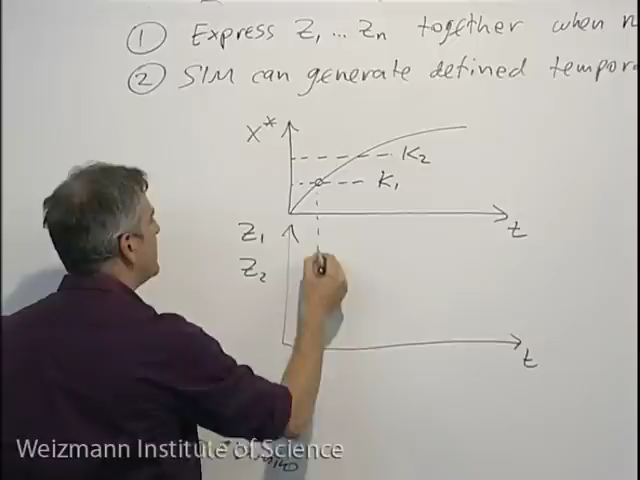 ① Express Z₁ ... Zₙ together when
② SIM can generate defined
X*
K₂
K₁
t
Z₁
Z₂
t
Weizmann Institute of Science